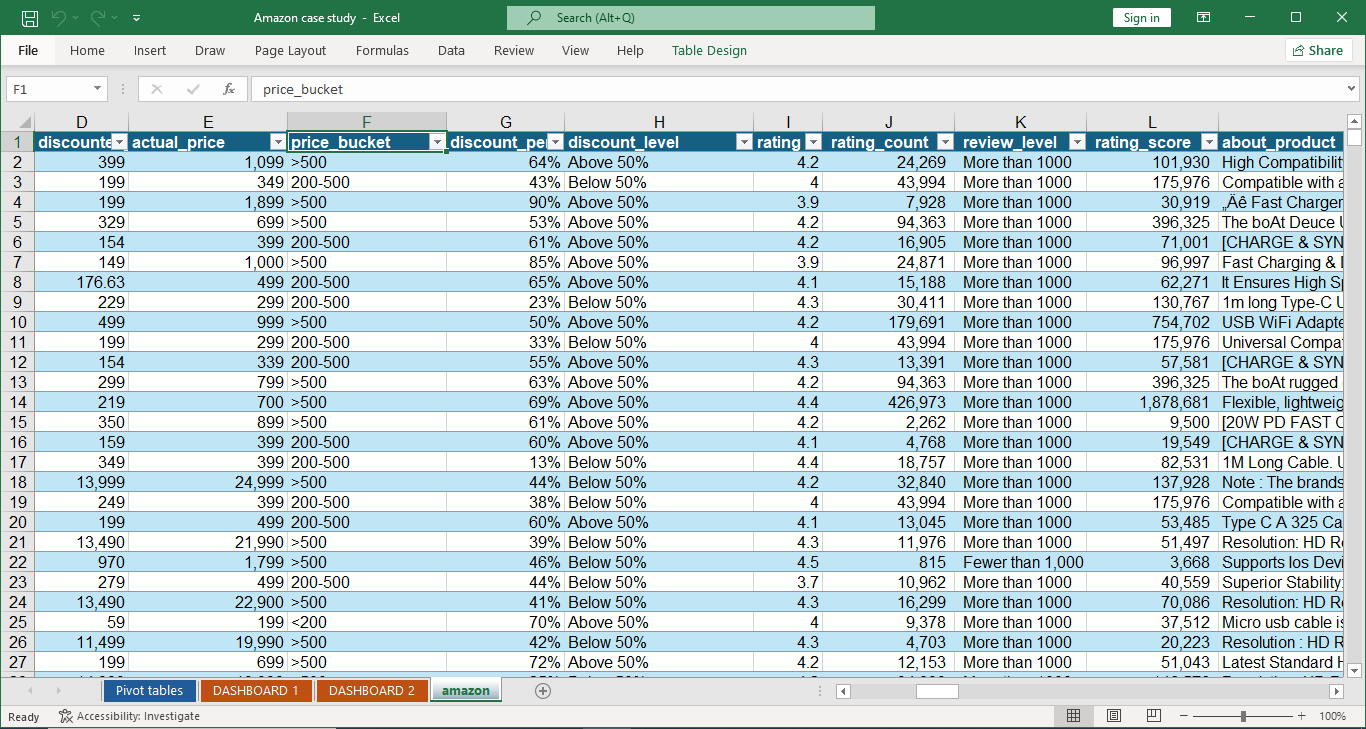 Amazon case study - Excel
Search (Alt+Q)
Sign in
File Home Insert Draw Page Layout Formulas Data Review View Help Table Design Share
F1 fx price_bucket
D E F G H I J K L
1 discounte actual_price price_bucket discount_pe discount_level rating rating_count review_level rating_score about_product
2 399 1,099 >500 64% Above 50% 4.2 24,269 More than 1000 101,930 High Compatibilit
3 199 349 200-500 43% Below 50% 4 43,994 More than 1000 175,976 Compatible with a
4 199 1,899 >500 90% Above 50% 3.9 7,928 More than 1000 30,919 „Äê Fast Charger
5 329 699 >500 53% Above 50% 4.2 94,363 More than 1000 396,325 The boAt Deuce U
6 154 399 200-500 61% Above 50% 4.2 16,905 More than 1000 71,001 [CHARGE & SYN
7 149 1,000 >500 85% Above 50% 3.9 24,871 More than 1000 96,997 Fast Charging &
8 176.63 499 200-500 65% Above 50% 4.1 15,188 More than 1000 62,271 It Ensures High Sp
9 229 299 200-500 23% Below 50% 4.3 30,411 More than 1000 130,767 1m long Type-C U
10 499 999 >500 50% Above 50% 4.2 179,691 More than 1000 754,702 USB WiFi Adapte
11 199 299 200-500 33% Below 50% 4 43,994 More than 1000 175,976 Universal Compa
12 154 339 200-500 55% Above 50% 4.3 13,391 More than 1000 57,581 [CHARGE & SYN
13 299 799 >500 63% Above 50% 4.2 94,363 More than 1000 396,325 The boAt rugged
14 219 700 >500 69% Above 50% 4.4 426,973 More than 1000 1,878,681 Flexible, lightweig
15 350 899 >500 61% Above 50% 4.2 2,262 More than 1000 9,500 [20W PD FAST C
16 159 399 200-500 60% Above 50% 4.1 4,768 More than 1000 19,549 [CHARGE & SYN
17 349 399 200-500 13% Below 50% 4.4 18,757 More than 1000 82,531 1M Long Cable. U
18 13,999 24,999 >500 44% Below 50% 4.2 32,840 More than 1000 137,928 Note : The brands
19 249 399 200-500 38% Below 50% 4 43,994 More than 1000 175,976 Compatible with a
20 199 499 200-500 60% Above 50% 4.1 13,045 More than 1000 53,485 Type C A 325 Ca
21 13,490 21,990 >500 39% Below 50% 4.3 11,976 More than 1000 51,497 Resolution: HD Re
22 970 1,799 >500 46% Below 50% 4.5 815 Fewer than 1,000 3,668 Supports Ios Devi
23 279 499 200-500 44% Below 50% 3.7 10,962 More than 1000 40,559 Superior Stability:
24 13,490 22,900 >500 41% Below 50% 4.3 16,299 More than 1000 70,086 Resolution: HD Re
25 59 199 <200 70% Above 50% 4 9,378 More than 1000 37,512 Micro usb cable is
26 11,499 19,990 >500 42% Below 50% 4.3 4,703 More than 1000 20,223 Resolution : HD R
27 199 699 >500 72% Above 50% 4.2 12,153 More than 1000 51,043 Latest Standard H
Pivot tables DASHBOARD 1 DASHBOARD 2 amazon
Ready Accessibility: Investigate 100%